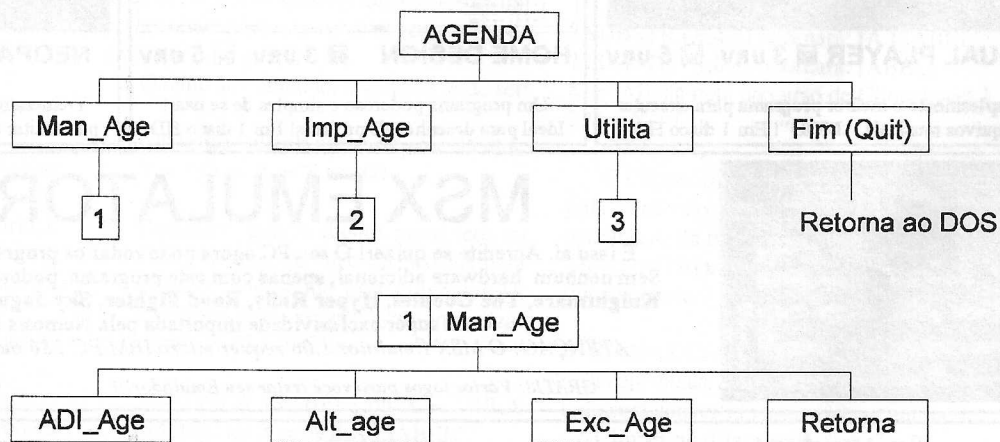 AGENDA
Man_Age Imp_Age Utilita Fim (Quit)
1 2 3 Retorna ao DOS
1 Man_Age
ADI_Age Alt_age Exc_Age Retorna